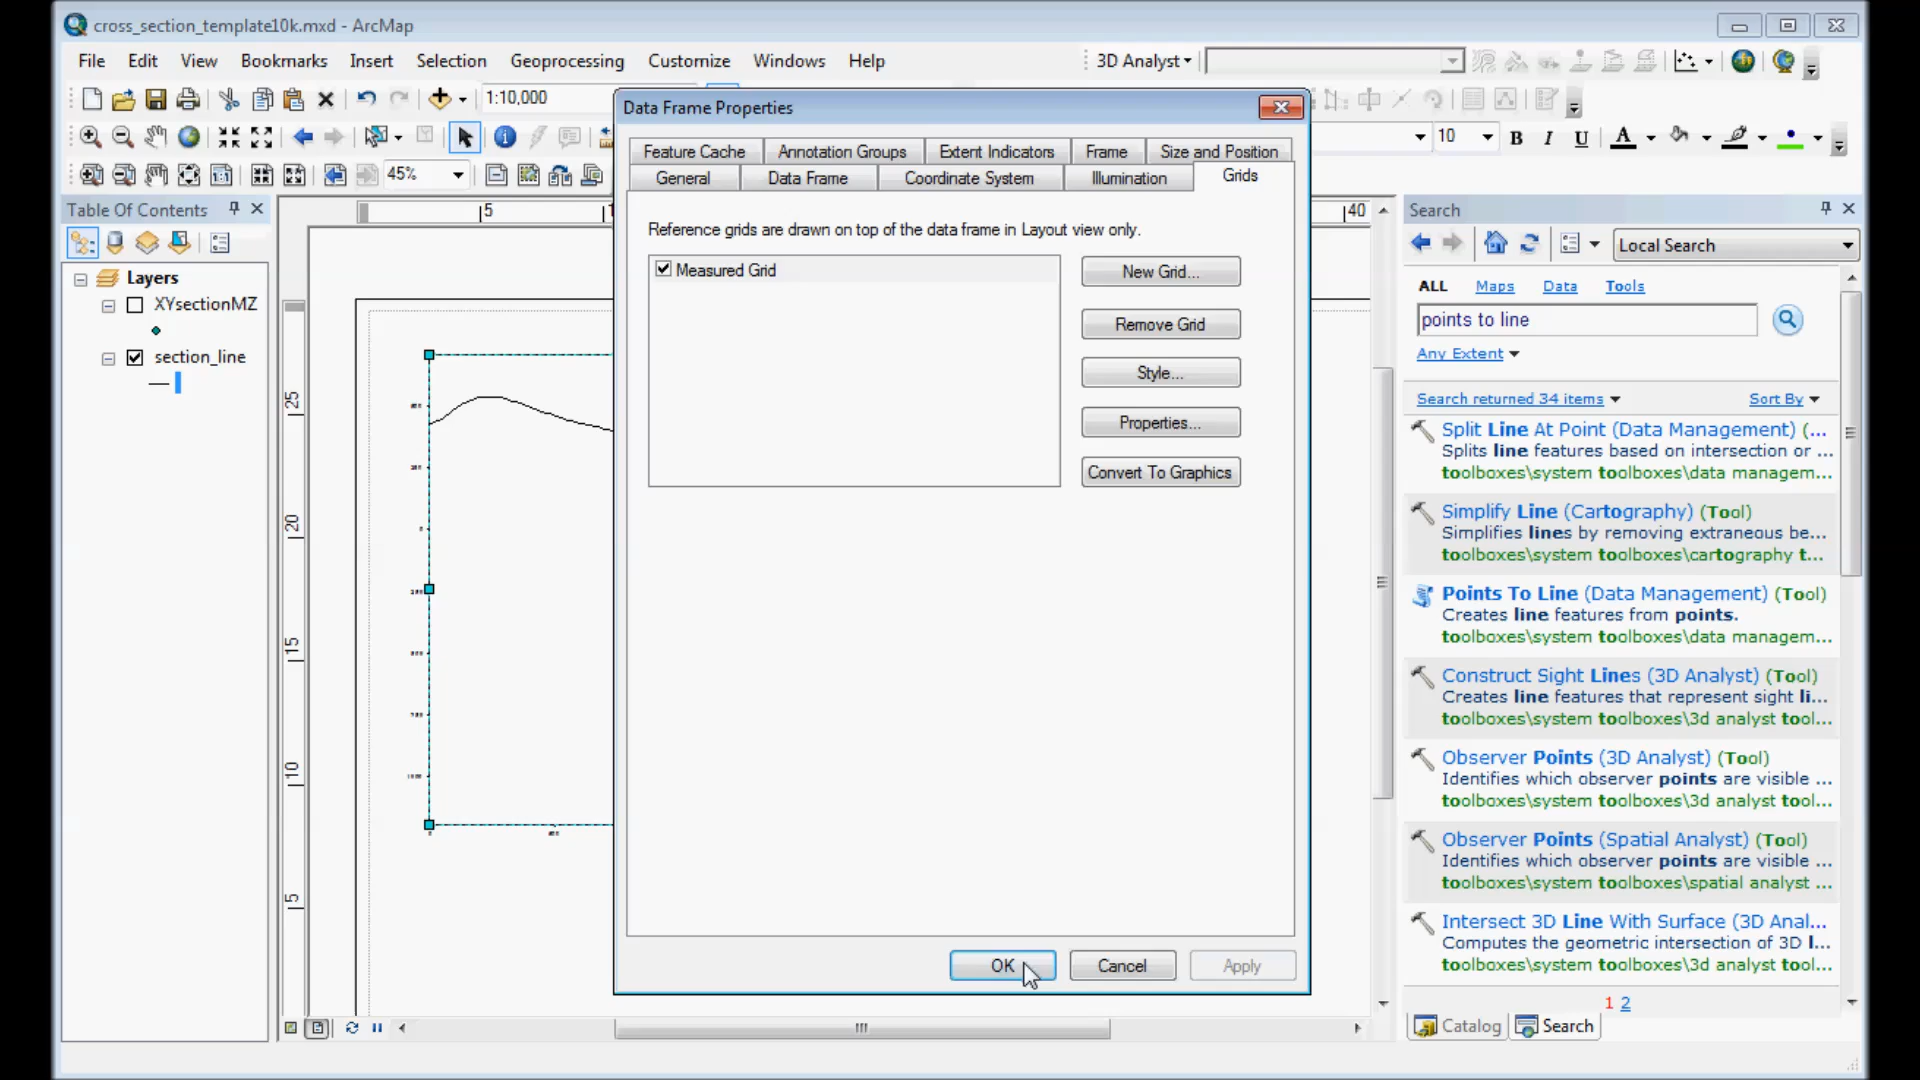 cross_section_template10k.mxd - ArcMap
File Edit View Bookmarks Insert Selection Geoprocessing Customize Windows Help
3D Analyst
1:10,000
Data Frame Properties
10 B I U A
45%
Feature Cache Annotation Groups Extent Indicators Frame Size and Position
General Data Frame Coordinate System Illumination Grids
Table Of Contents
Layers
XYsectionMZ
section_line
5
40
25
20
15
10
5
Reference grids are drawn on top of the data frame in Layout view only.
Measured Grid
New Grid...
Remove Grid
Style...
Properties...
Convert To Graphics
OK Cancel Apply
Search
Local Search
ALL Maps Data Tools
points to line
Any Extent
Search returned 34 items Sort By
Split Line At Point (Data Management) (...
Splits line features based on intersection or ...
toolboxes\system toolboxes\data managem...
Simplify Line (Cartography) (Tool)
Simplifies lines by removing extraneous be...
toolboxes\system toolboxes\cartography t...
Points To Line (Data Management) (Tool)
Creates line features from points.
toolboxes\system toolboxes\data managem...
Construct Sight Lines (3D Analyst) (Tool)
Creates line features that represent sight li...
toolboxes\system toolboxes\3d analyst tool...
Observer Points (3D Analyst) (Tool)
Identifies which observer points are visible ...
toolboxes\system toolboxes\3d analyst tool...
Observer Points (Spatial Analyst) (Tool)
Identifies which observer points are visible ...
toolboxes\system toolboxes\spatial analyst ...
Intersect 3D Line With Surface (3D Anal...
Computes the geometric intersection of 3D l...
toolboxes\system toolboxes\3d analyst tool...
1 2
Catalog Search